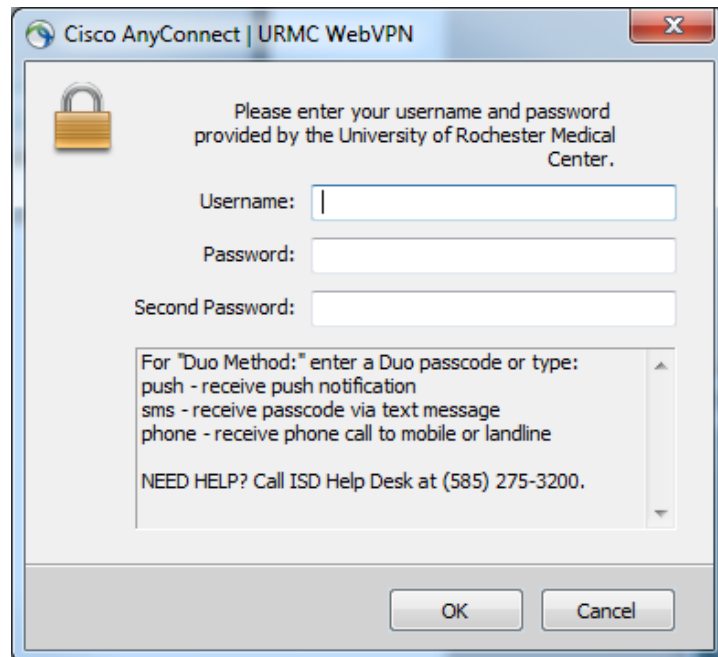 Cisco AnyConnect | URMC WebVPN
Please enter your username and password
provided by the University of Rochester Medical
Center.
Username:
Password:
Second Password:
For "Duo Method:" enter a Duo passcode or type:
push - receive push notification
sms - receive passcode via text message
phone - receive phone call to mobile or landline
NEED HELP? Call ISD Help Desk at (585) 275-3200.
OK
Cancel